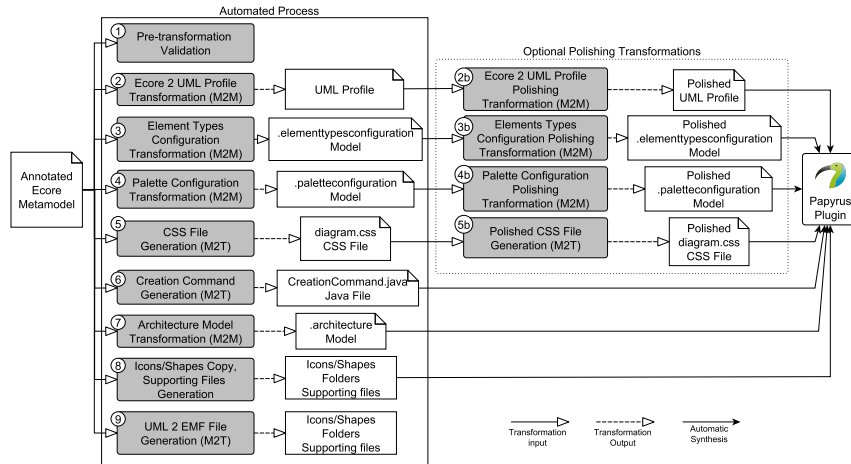 Automated Process
Optional Polishing Transformations
Annotated
Ecore
Metamodel
1
Pre-transformation
Validation
2
Ecore 2 UML Profile
Transformation (M2M)
UML Profile
2b
Ecore 2 UML Profile
Polishing
Tranformation (M2M)
Polished
UML Profile
3
Element Types
Configuration
Transformation (M2M)
.elementtypesconfiguration
Model
3b
Elements Types
Configuration Polishing
Transformation (M2M)
Polished
.elementtypesconfiguration
Model
4
Palette Configuration
Transformation (M2M)
.paletteconfiguration
Model
4b
Palette Configuration
Polishing
Tranformation (M2M)
Polished
.paletteconfiguration
Model
5
CSS File
Generation (M2T)
diagram.css
CSS File
5b
Polished CSS File
Generation (M2T)
Polished
diagram.css
CSS File
Papyrus
Plugin
6
Creation Command
Generation (M2T)
CreationCommand.java
Java File
7
Architecture Model
Transformation (M2M)
.architecture
Model
8
Icons/Shapes Copy,
Supporting Files
Generation
Icons/Shapes
Folders
Supporting files
9
UML 2 EMF File
Generation (M2T)
Icons/Shapes
Folders
Supporting files
Transformation
input
Transformation
Output
Automatic
Synthesis